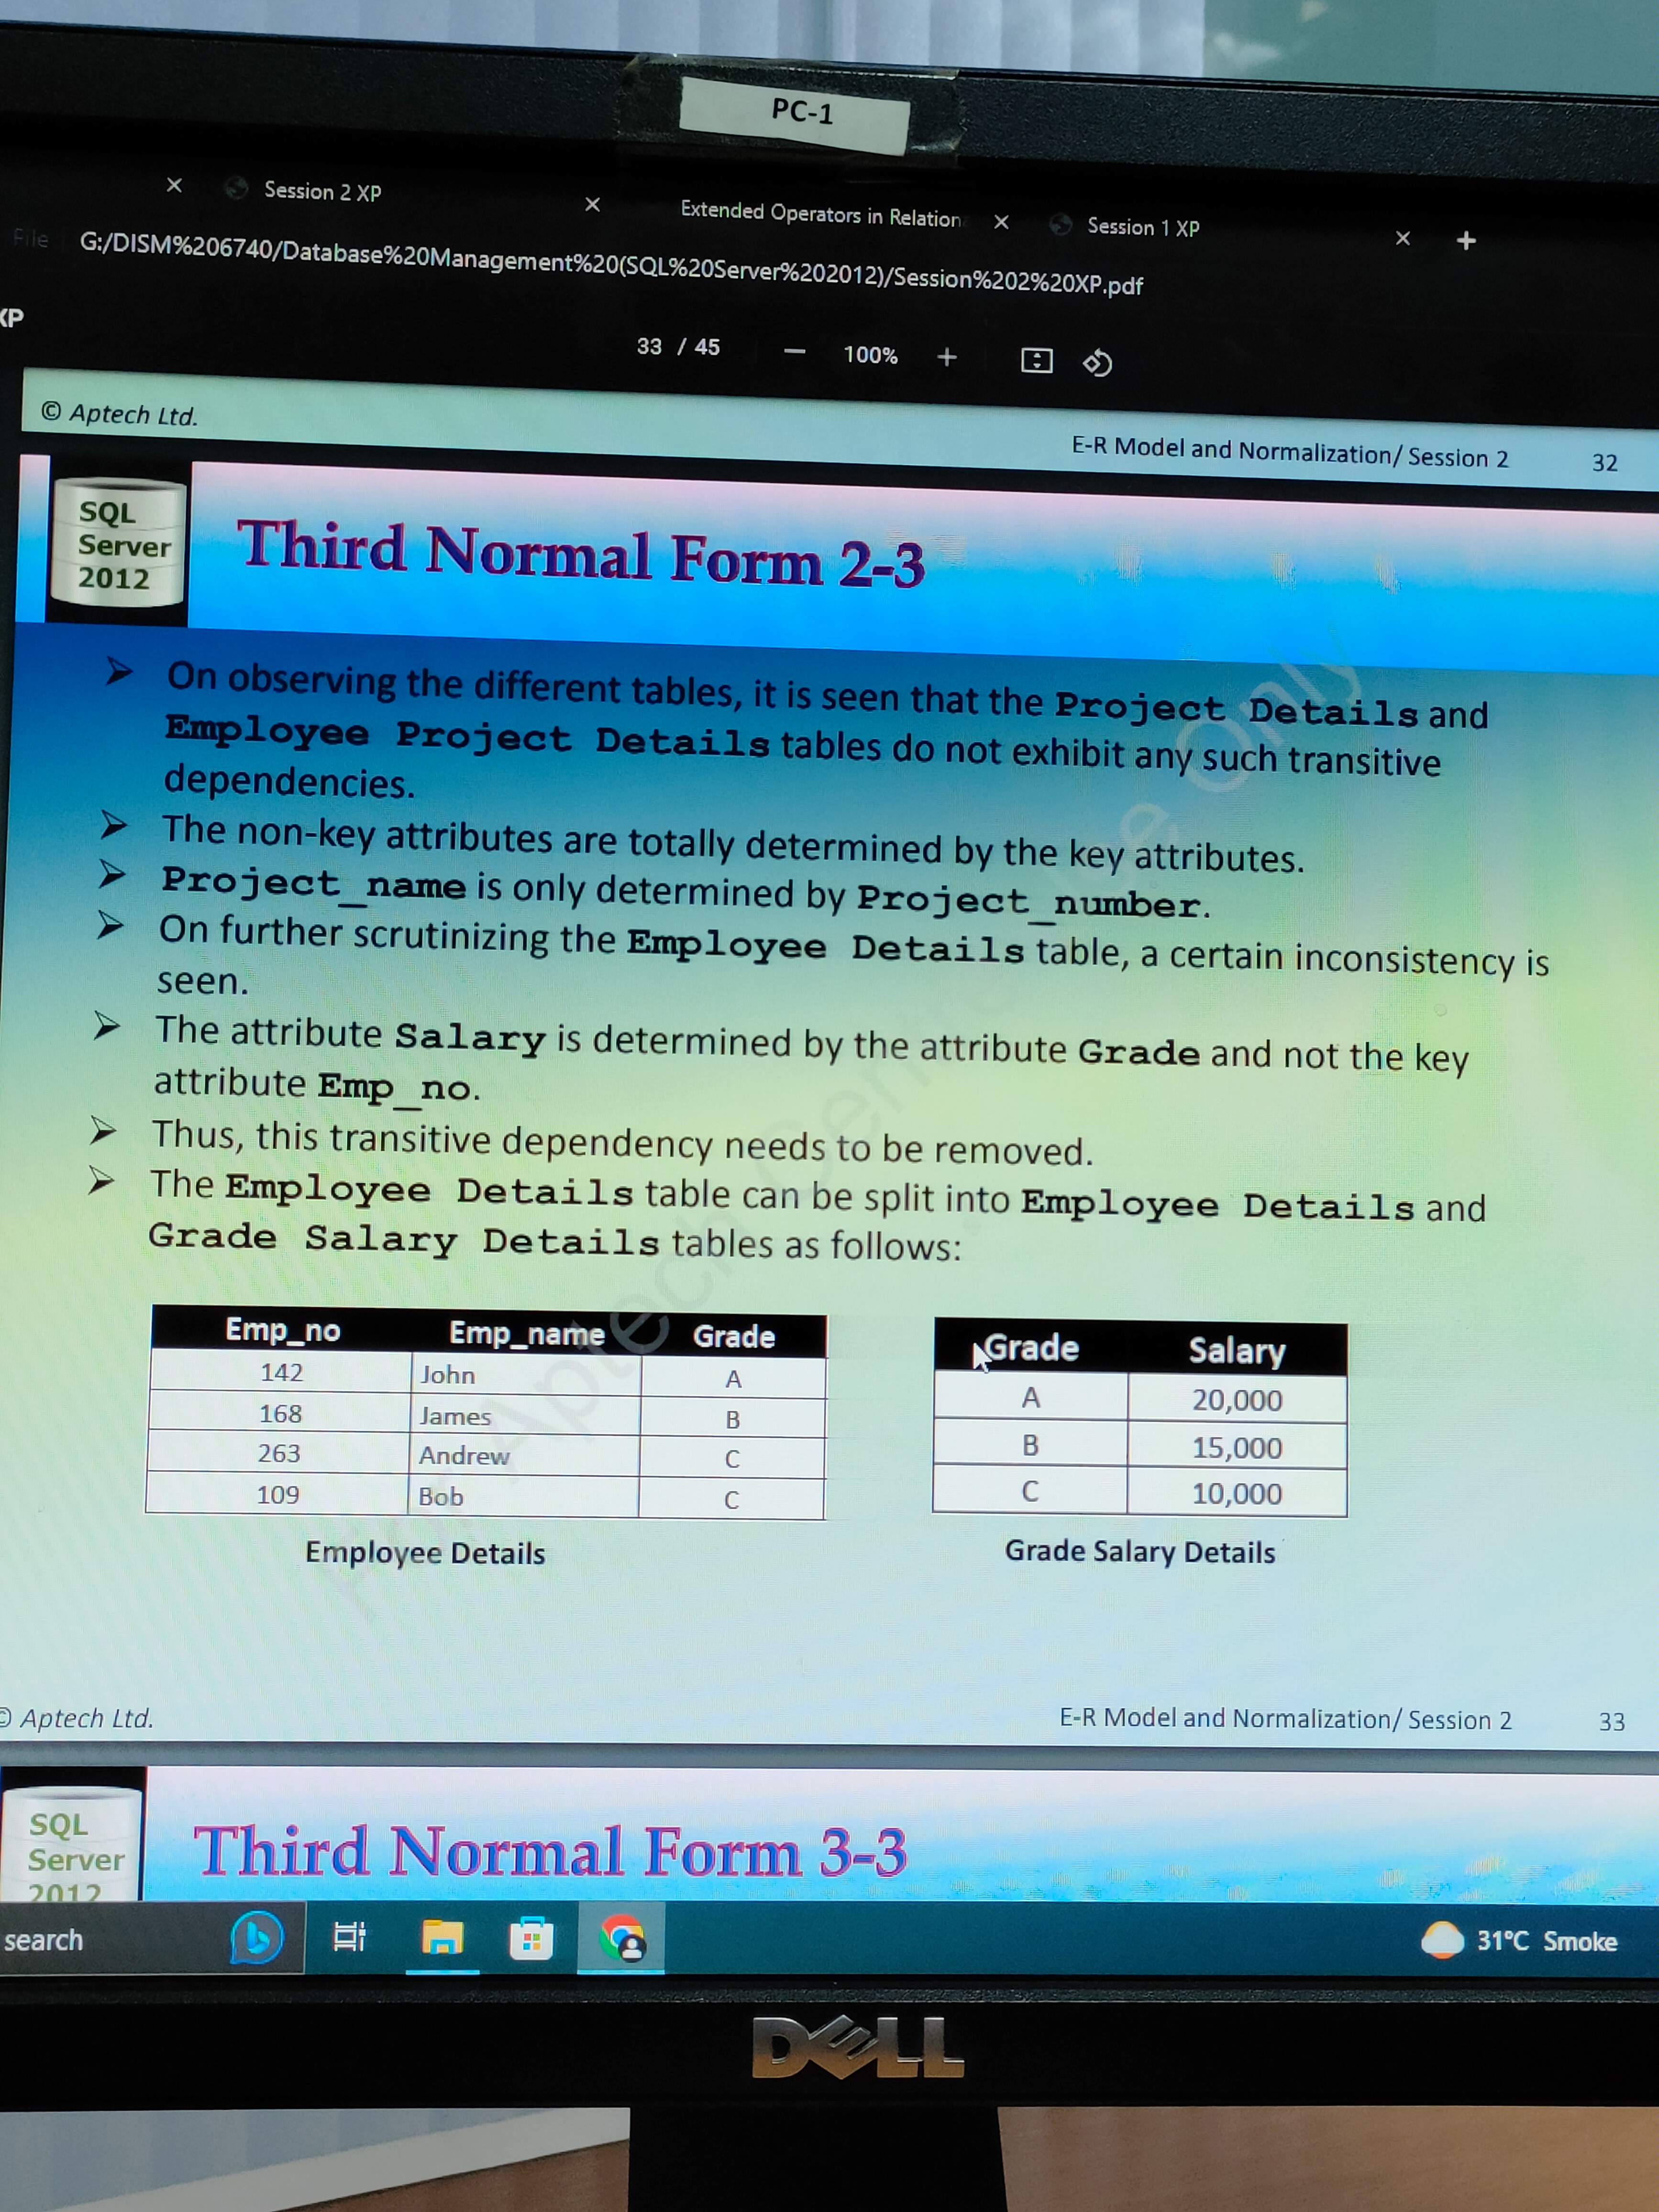 PC-1
Session 2 XP
Extended Operators in Relation
Session 1 XP
File G:/DISM%206740/Database%20Management%20(SQL%20Server%202012)/Session%202%20XP.pdf
XP
33 / 45
100%
© Aptech Ltd.
E-R Model and Normalization/ Session 2 32
SQL
Server
2012
Third Normal Form 2-3
On observing the different tables, it is seen that the Project Details and
Employee Project Details tables do not exhibit any such transitive
dependencies.
The non-key attributes are totally determined by the key attributes.
Project_name is only determined by Project_number.
On further scrutinizing the Employee Details table, a certain inconsistency is
seen.
The attribute Salary is determined by the attribute Grade and not the key
attribute Emp_no.
Thus, this transitive dependency needs to be removed.
The Employee Details table can be split into Employee Details and
Grade Salary Details tables as follows:
Emp_no Emp_name Grade
142 John A
168 James B
263 Andrew C
109 Bob C
Employee Details
Grade Salary
A 20,000
B 15,000
C 10,000
Grade Salary Details
For Aptech Centre Use Only
© Aptech Ltd.
E-R Model and Normalization/ Session 2 33
SQL
Server
2012
Third Normal Form 3-3
search
31°C Smoke
DELL